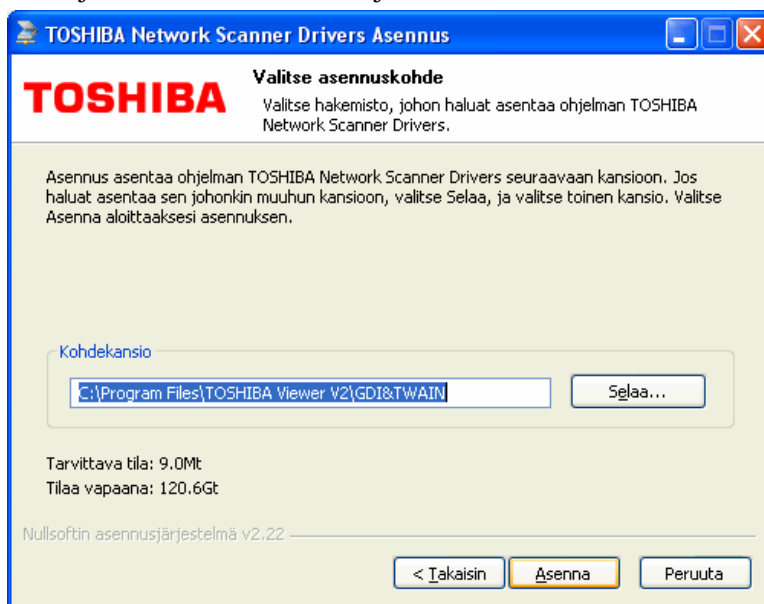 TOSHIBA Network Scanner Drivers Asennus
TOSHIBA
Valitse asennuskohde
Valitse hakemisto, johon haluat asentaa ohjelman TOSHIBA
Network Scanner Drivers.
Asennus asentaa ohjelman TOSHIBA Network Scanner Drivers seuraavaan kansioon. Jos
haluat asentaa sen johonkin muuhun kansioon, valitse Selaa, ja valitse toinen kansio. Valitse
Asenna aloittaaksesi asennuksen.
Kohdekansio
C:\Program Files\TOSHIBA Viewer V2\GDI&TWAIN
Selaa...
Tarvittava tila: 9.0Mt
Tilaa vapaana: 120.6Gt
Nullsoftin asennusjärjestelmä v2.22
< Takaisin
Asenna
Peruuta